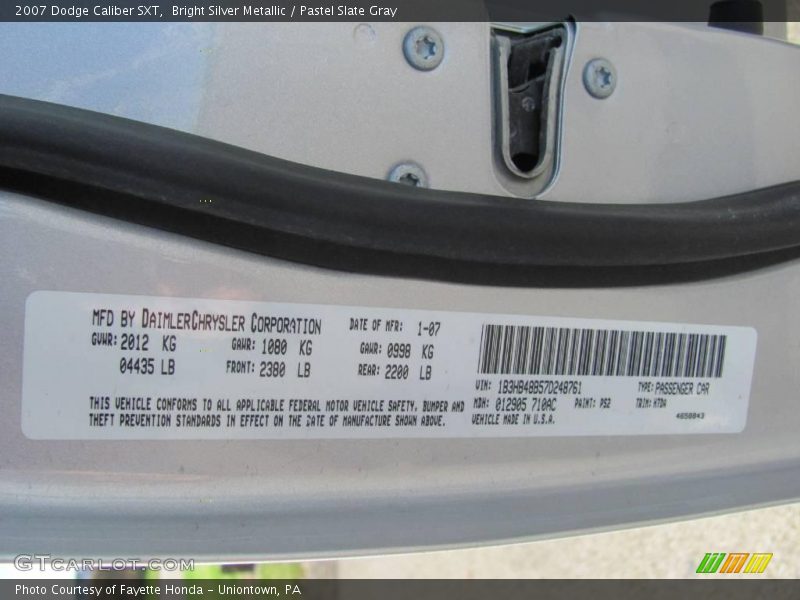 2007 Dodge Caliber SXT,  Bright Silver Metallic / Pastel Slate Gray
MFD BY DAIMLERCHRYSLER CORPORATION
DATE OF MFR: 1-07
GVWR: 2012 KG
GAWR: 1080 KG
GAWR: 0998 KG
04435 LB
FRONT: 2380 LB
REAR: 2200 LB
THIS VEHICLE CONFORMS TO ALL APPLICABLE FEDERAL MOTOR VEHICLE SAFETY, BUMPER AND
THEFT PREVENTION STANDARDS IN EFFECT ON THE DATE OF MANUFACTURE SHOWN ABOVE.
VIN: 1B3HB48B57D248761
TYPE: PASSENGER CAR
MDH: 012905 710AC
PAINT: PS2
TRIM: HTDA
VEHICLE MADE IN U.S.A.
4658843
GTCarLot.com
Photo Courtesy of Fayette Honda - Uniontown, PA